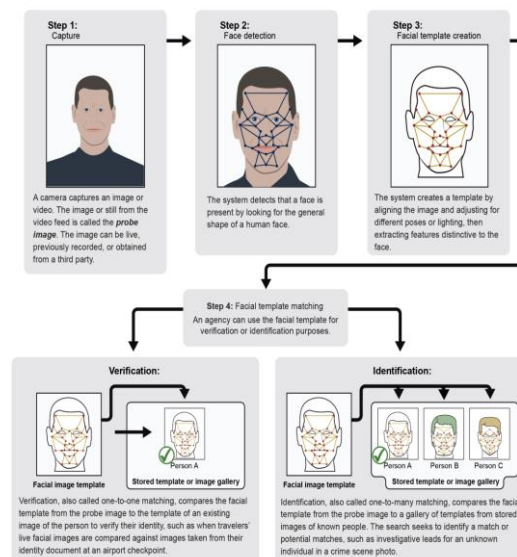 Step 1:
Capture
A camera captures an image or
video. The image or still from the
video feed is called the probe
image. The image can be live,
previously recorded, or obtained
from a third party.
Step 2:
Face detection
The system detects that a face is
present by looking for the general
shape of a human face.
Step 3:
Facial template creation
The system creates a template by
aligning the image and adjusting for
different poses or lighting, then
extracting features distinctive to the
face.
Step 4: Facial template matching
An agency can use the facial template for
verification or identification purposes.
Verification:
Person A
Facial image template
Stored template or image gallery
Verification, also called one-to-one matching, compares the facial
template from the probe image to the template of an existing
image of the person to verify their identity, such as when travelers’
live facial images are compared against images taken from their
identity document at an airport checkpoint.
Identification:
Person A Person B Person C
Facial image template
Stored template or image gallery
Identification, also called one-to-many matching, compares the facial
template from the probe image to a gallery of templates from stored
images of known people. The search seeks to identify a match or
potential matches, such as investigative leads for an unknown
individual in a crime scene photo.